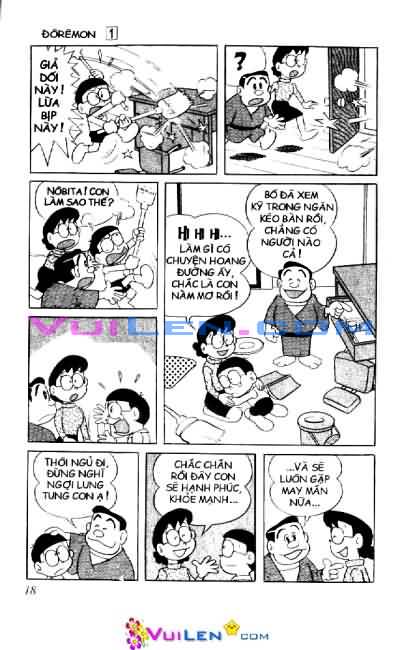 ĐÔRÊMON 1
GIẢ
DỐI
NÀY!
LỪA
BỊP
NÀY!
?
NÔBITA! CON
LÀM SAO THẾ?
HI HI HI...
LÀM GÌ CÓ
CHUYỆN HOANG
ĐƯỜNG ẤY,
CHẮC LÀ CON
NẰM MƠ RỒI!
BỐ ĐÃ XEM
KỸ TRONG NGĂN
KÉO BÀN RỒI,
CHẲNG CÓ
NGƯỜI NÀO
CẢ!
VUILEN.COM
THÔI NGỦ ĐI,
ĐỪNG NGHĨ
NGỢI LUNG
TUNG CON Ạ!
CHẮC CHẮN
RỒI ĐÂY CON
SẼ HẠNH PHÚC,
KHỎE MẠNH...
...VÀ SẼ
LUÔN GẶP
MAY MẮN
NỮA...
18
VUILEN.COM